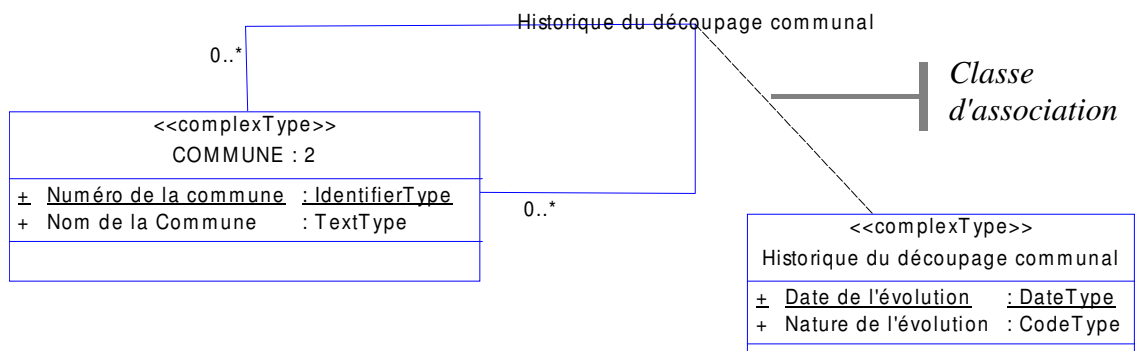 Historique du découpage communal
0..*
Classe
d'association
<<complexType>>
COMMUNE : 2
+ Numéro de la commune : IdentifierType
+ Nom de la Commune : TextType
0..*
<<complexType>>
Historique du découpage communal
+ Date de l'évolution : DateType
+ Nature de l'évolution : CodeType